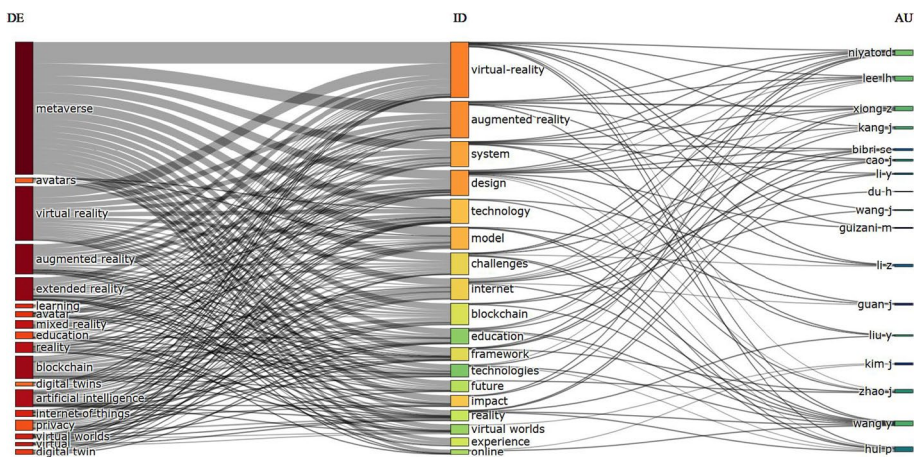 DE
ID
AU
metaverse
avatars
virtual reality
augmented reality
extended reality
learning
avatar
mixed reality
education
reality
blockchain
digital twins
artificial intelligence
internet of things
privacy
virtual worlds
virtual
digital twin
virtual-reality
augmented reality
system
design
technology
model
challenges
internet
blockchain
education
framework
technologies
future
impact
reality
virtual worlds
experience
online
niyato d
lee lh
xiong z
kang j
bibri se
cao j
li y
du h
wang j
guizani m
li z
guan j
liu y
kim j
zhao j
wang y
hui p